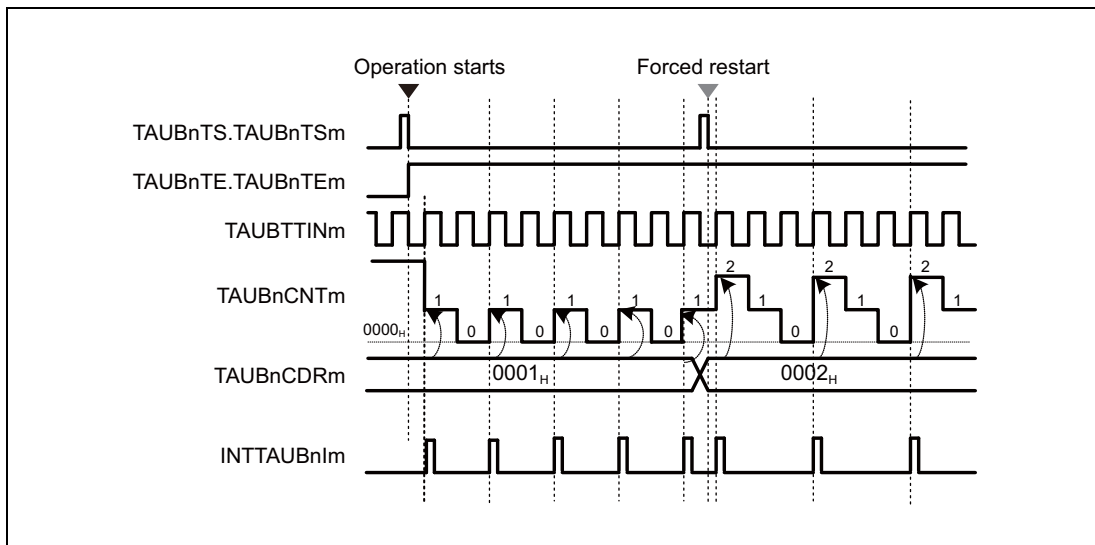 Operation starts Forced restart
TAUBnTS.TAUBnTSm
TAUBnTE.TAUBnTEm
TAUBTTINm
2 2 2
TAUBnCNTm 1 1 1 1 1 1 1 1
0000H 0 0 0 0 0 0
TAUBnCDRm 0001H 0002H
INTTAUBnIm